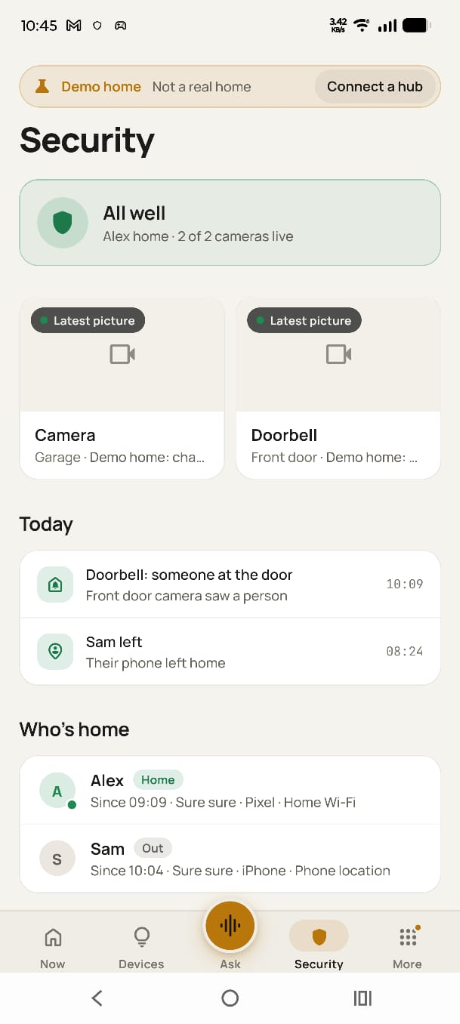 10:45
3.42
KB/s
Demo home Not a real home Connect a hub
Security
All well
Alex home · 2 of 2 cameras live
Latest picture
Latest picture
Camera
Garage · Demo home: cha...
Doorbell
Front door · Demo home: ...
Today
Doorbell: someone at the door
Front door camera saw a person
10:09
Sam left
Their phone left home
08:24
Who's home
A
Alex Home
Since 09:09 · Sure sure · Pixel · Home Wi-Fi
S
Sam Out
Since 10:04 · Sure sure · iPhone · Phone location
Now Devices Ask Security More